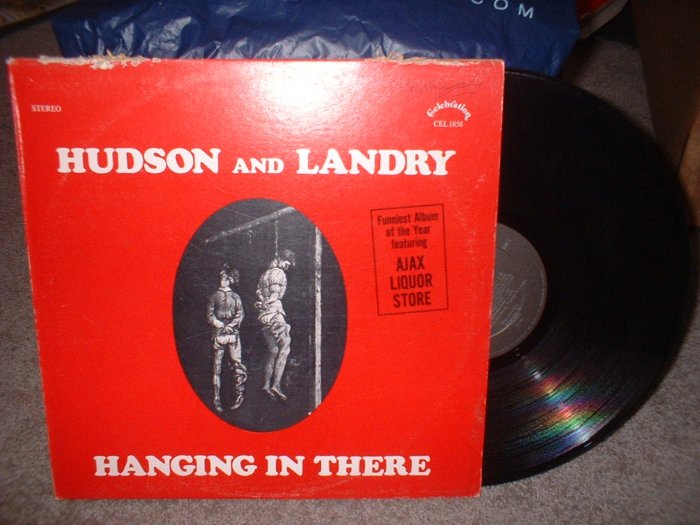 .COM
STEREO
Celebration
CEL 1858
HUDSON AND LANDRY
Funniest Album
of the Year
featuring
AJAX
LIQUOR
STORE
HANGING IN THERE